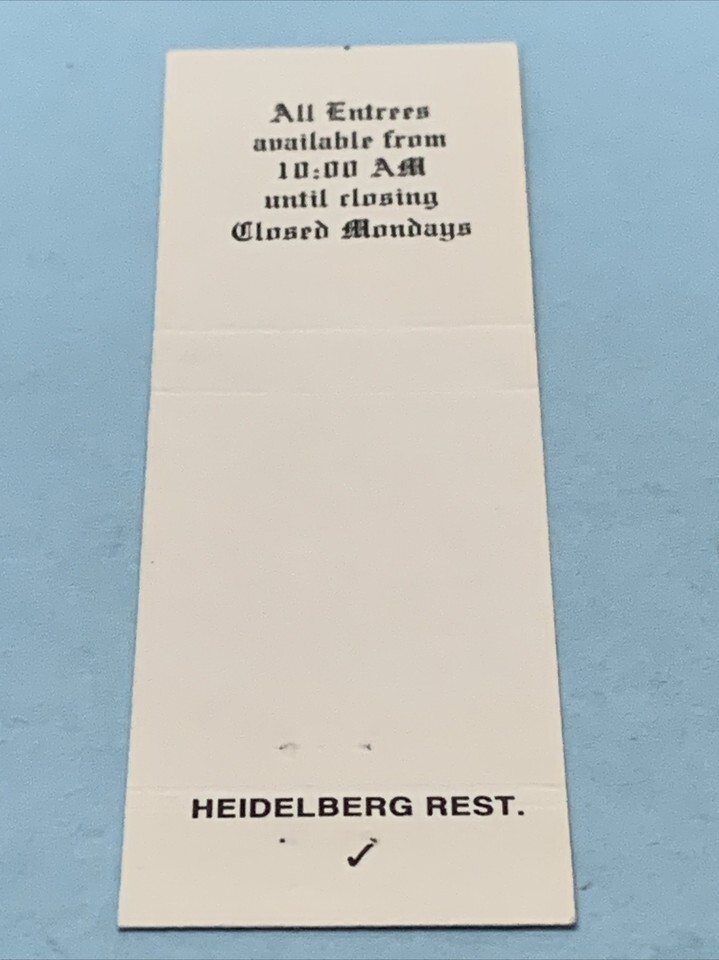 All Entrees
available from
10:00 AM
until closing
Closed Mondays
HEIDELBERG REST.
✓